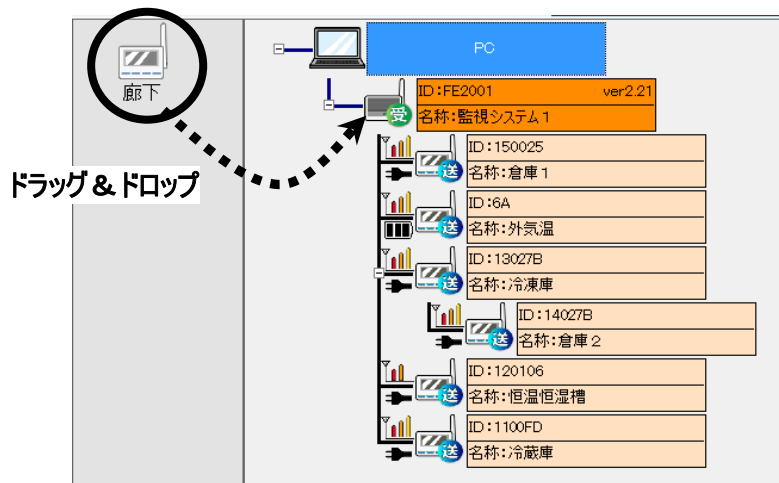 廊下
ドラッグ＆ドロップ
PC
ID:FE2001 ver2.21
名称:監視システム1
受
ID:150025
名称:倉庫1
送
ID:6A
名称:外気温
送
ID:13027B
名称:冷凍庫
送
ID:14027B
名称:倉庫2
送
ID:120106
名称:恒温恒湿槽
送
ID:1100FD
名称:冷蔵庫
送